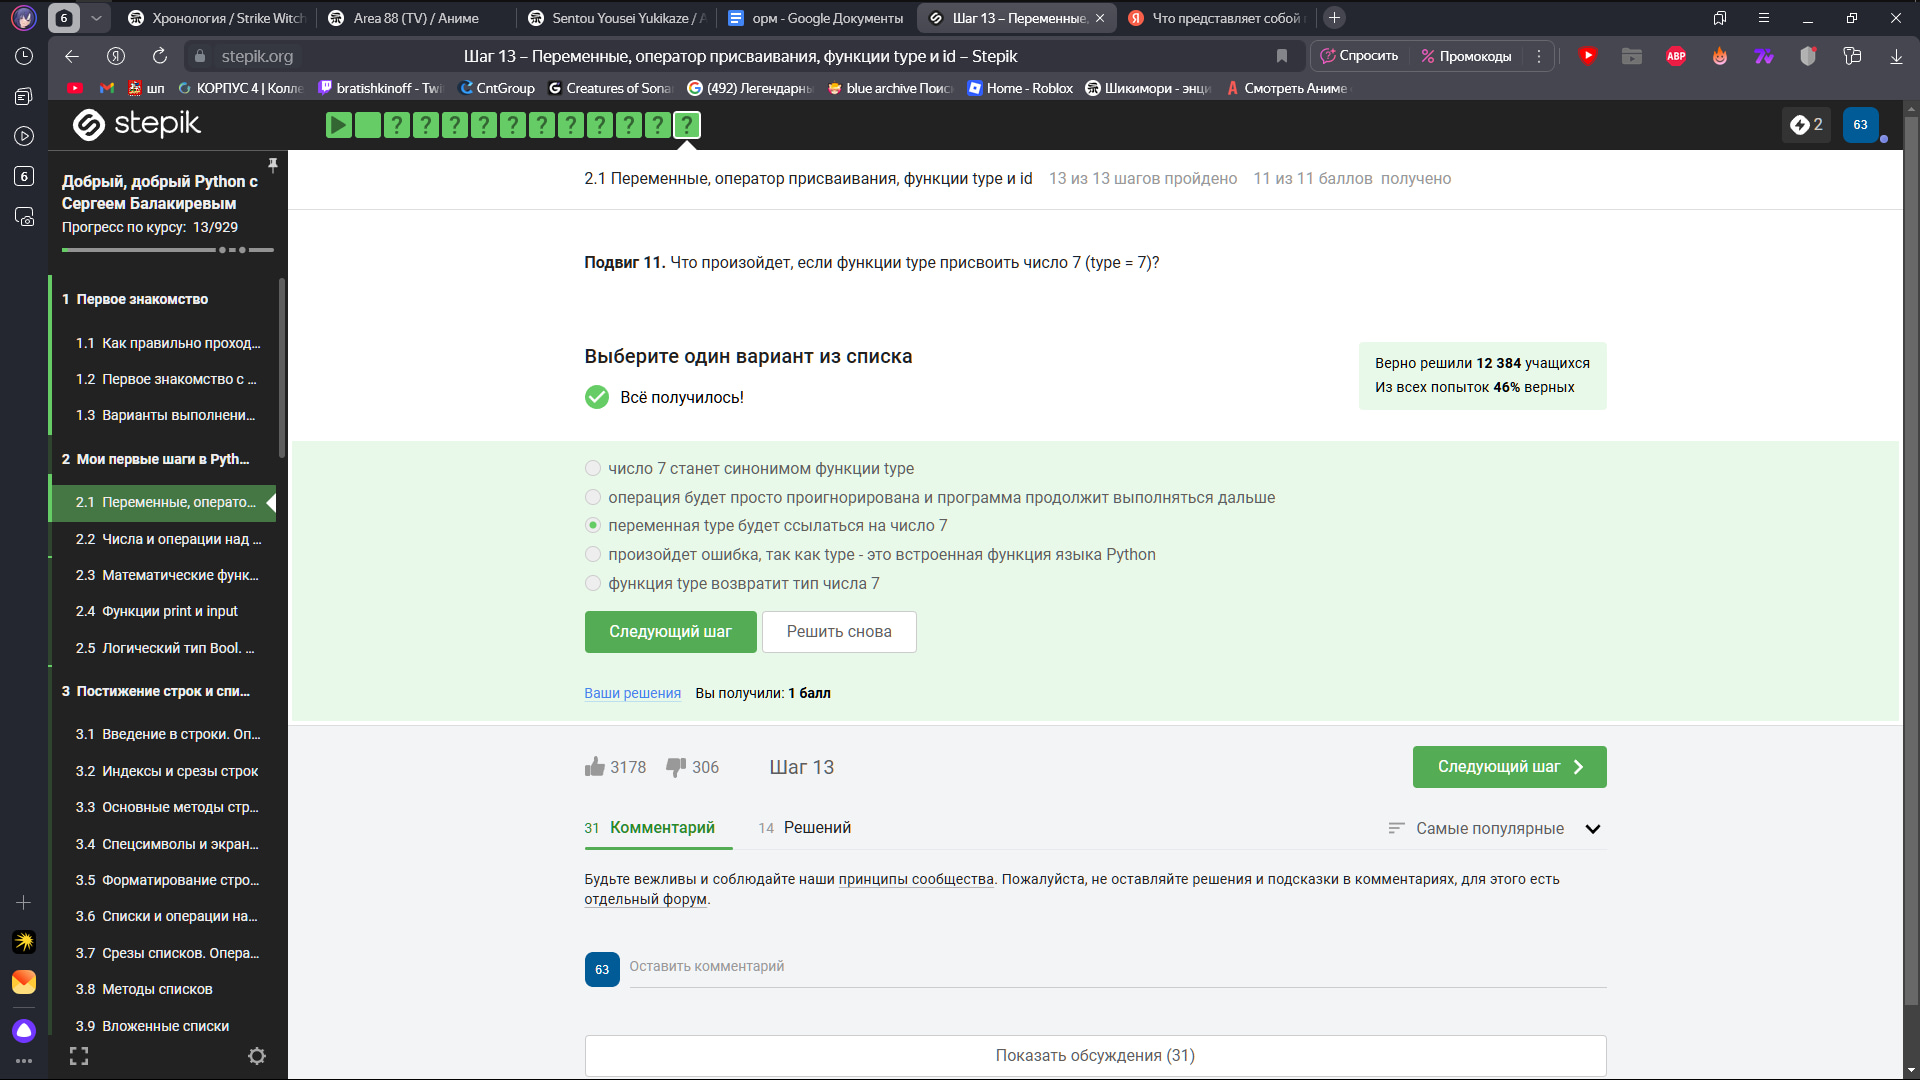 6
Хронология / Strike Witch
Area 88 (TV) / Аниме
Sentou Yousei Yukikaze / А
орм - Google Документы
Шаг 13 – Переменные,
Что представляет собой
stepik.org
Шаг 13 – Переменные, оператор присваивания, функции type и id – Stepik
Спросить
Промокоды
ABP
шп
КОРПУС 4 | Колле
bratishkinoff - Twi
CntGroup
Creatures of Sonar
(492) Легендарны
blue archive Поис
Home - Roblox
Шикимори - энци
Смотреть Аниме
6
stepik
2
63
Добрый, добрый Python с
Сергеем Балакиревым
Прогресс по курсу: 13/929
1 Первое знакомство
1.1 Как правильно проход...
1.2 Первое знакомство с ...
1.3 Варианты выполнени...
2 Мои первые шаги в Pyth...
2.1 Переменные, операто...
2.2 Числа и операции над ...
2.3 Математические функ...
2.4 Функции print и input
2.5 Логический тип Bool. ...
3 Постижение строк и спи...
3.1 Введение в строки. Оп...
3.2 Индексы и срезы строк
3.3 Основные методы стр...
3.4 Спецсимволы и экран...
3.5 Форматирование стро...
3.6 Списки и операции на...
3.7 Срезы списков. Опера...
3.8 Методы списков
3.9 Вложенные списки
2.1 Переменные, оператор присваивания, функции type и id 13 из 13 шагов пройдено 11 из 11 баллов получено
Подвиг 11. Что произойдет, если функции type присвоить число 7 (type = 7)?
Выберите один вариант из списка
Всё получилось!
Верно решили 12 384 учащихся
Из всех попыток 46% верных
число 7 станет синонимом функции type
операция будет просто проигнорирована и программа продолжит выполняться дальше
переменная type будет ссылаться на число 7
произойдет ошибка, так как type - это встроенная функция языка Python
функция type возвратит тип числа 7
Следующий шаг
Решить снова
Ваши решения Вы получили: 1 балл
3178 306 Шаг 13
Следующий шаг
31 Комментарий
14 Решений
Самые популярные
Будьте вежливы и соблюдайте наши принципы сообщества. Пожалуйста, не оставляйте решения и подсказки в комментариях, для этого есть
отдельный форум.
63
Оставить комментарий
Показать обсуждения (31)